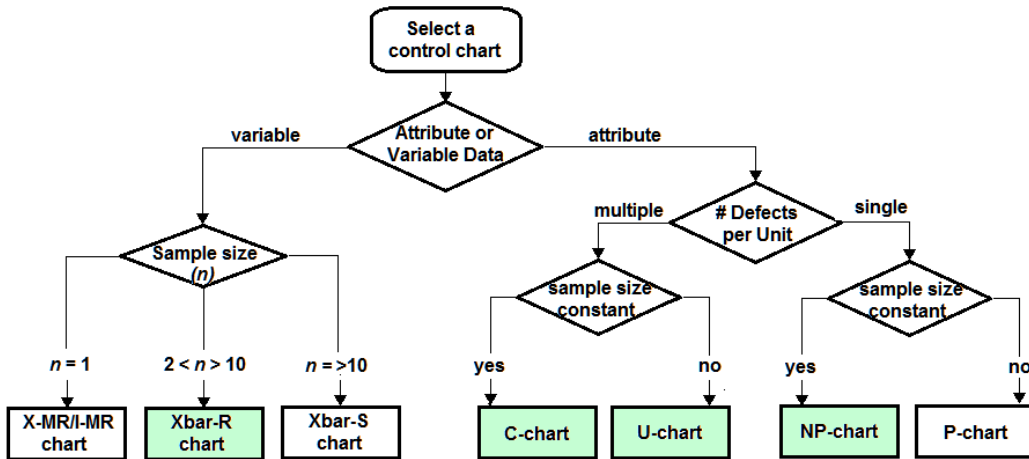 Select a
control chart
variable
Attribute or
Variable Data
attribute
multiple
# Defects
per Unit
single
Sample size
(n)
sample size
constant
sample size
constant
n = 1
2 < n > 10
n = >10
yes
no
yes
no
X-MR/I-MR
chart
Xbar-R
chart
Xbar-S
chart
C-chart
U-chart
NP-chart
P-chart